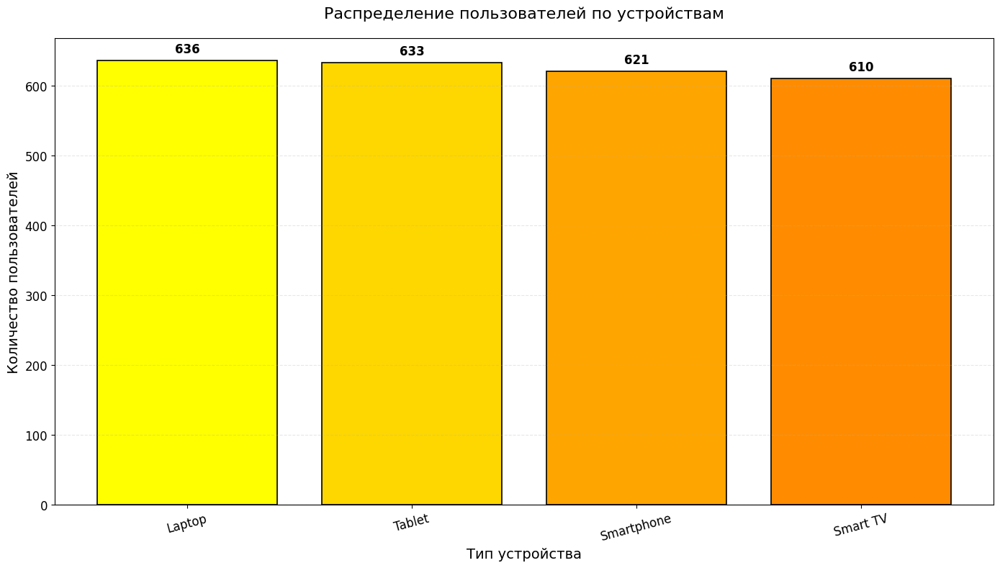 Распределение пользователей по устройствам
636
633
621
610
600
500
400
300
200
100
0
Количество пользователей
Laptop
Tablet
Smartphone
Smart TV
Тип устройства